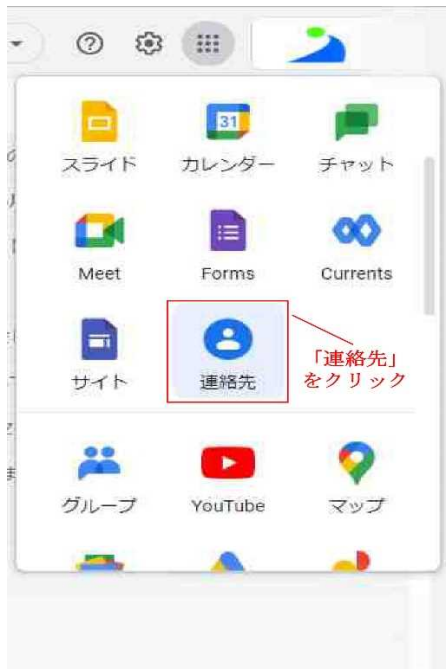 31
スライド
カレンダー
チャット
Meet
Forms
Currents
サイト
連絡先
「連絡先」
をクリック
グループ
YouTube
マップ